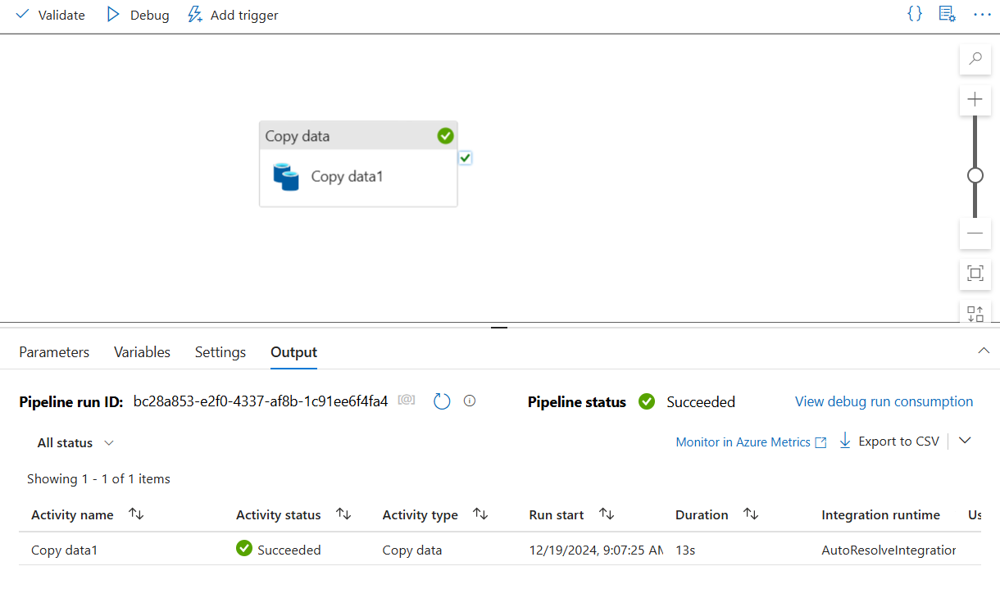 Validate Debug Add trigger
Copy data
Copy data1
Parameters Variables Settings Output
Pipeline run ID: bc28a853-e2f0-4337-af8b-1c91ee6f4fa4 [@] Pipeline status Succeeded View debug run consumption
All status Monitor in Azure Metrics Export to CSV
Showing 1 - 1 of 1 items
Activity name Activity status Activity type Run start Duration Integration runtime Us
Copy data1 Succeeded Copy data 12/19/2024, 9:07:25 AM 13s AutoResolveIntegration